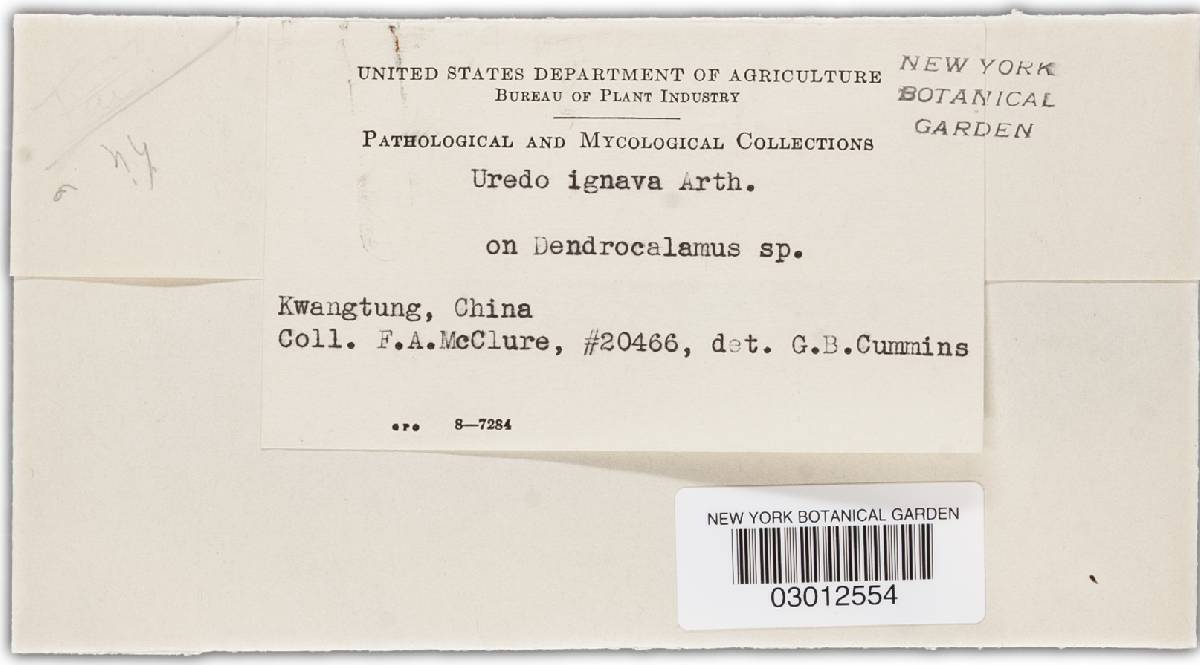 UNITED STATES DEPARTMENT OF AGRICULTURE
BUREAU OF PLANT INDUSTRY
PATHOLOGICAL AND MYCOLOGICAL COLLECTIONS
NEW YORK
BOTANICAL
GARDEN
N.Y.
Uredo ignava Arth.
on Dendrocalamus sp.
Kwangtung, China
Coll. F.A.McClure, #20466, det. G.B.Cummins
GPO 8—7284
NEW YORK BOTANICAL GARDEN
03012554